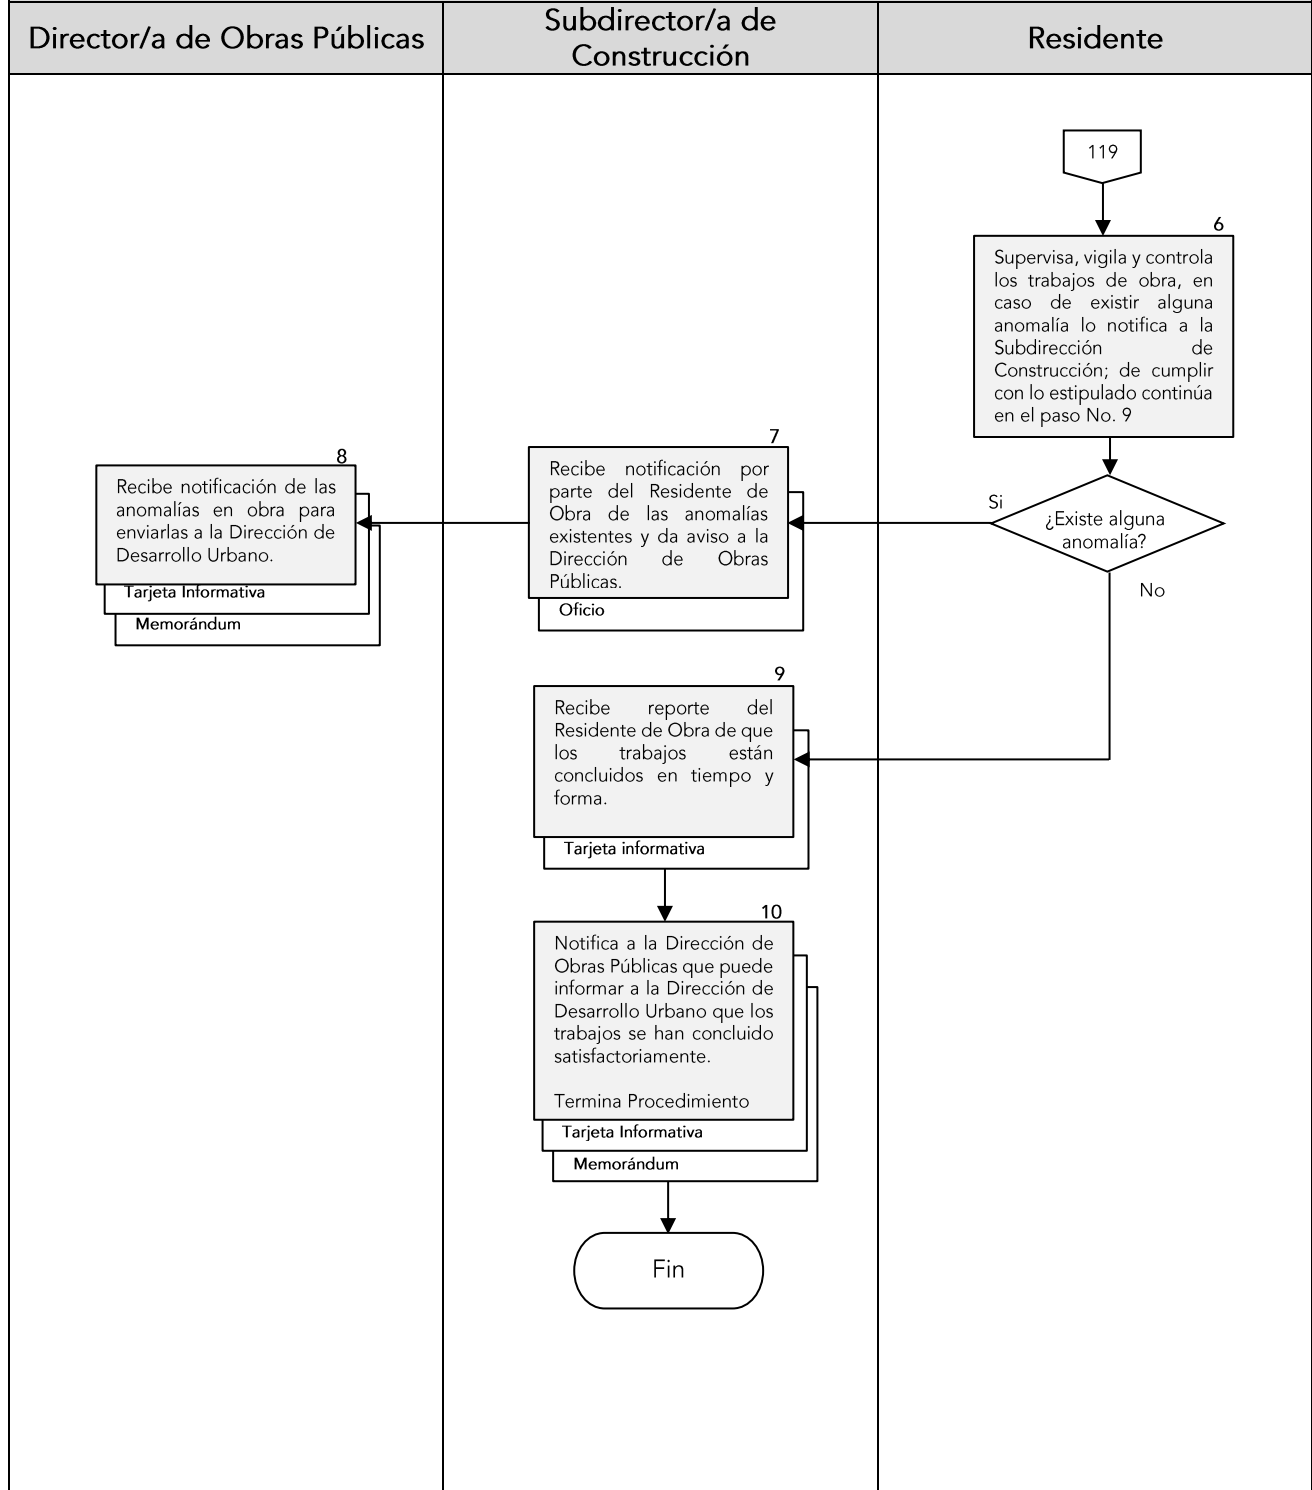 Director/a de Obras Públicas
Subdirector/a de
Construcción
Residente
119
6
Supervisa, vigila y controla
los trabajos de obra, en
caso de existir alguna
anomalía lo notifica a la
Subdirección de
Construcción; de cumplir
con lo estipulado continúa
en el paso No. 9
¿Existe alguna
anomalía?
Si
No
7
Recibe notificación por
parte del Residente de
Obra de las anomalías
existentes y da aviso a la
Dirección de Obras
Públicas.
Oficio
8
Recibe notificación de las
anomalías en obra para
enviarlas a la Dirección de
Desarrollo Urbano.
Tarjeta Informativa
Memorándum
9
Recibe reporte del
Residente de Obra de que
los trabajos están
concluidos en tiempo y
forma.
Tarjeta informativa
10
Notifica a la Dirección de
Obras Públicas que puede
informar a la Dirección de
Desarrollo Urbano que los
trabajos se han concluido
satisfactoriamente.
Termina Procedimiento
Tarjeta Informativa
Memorándum
Fin